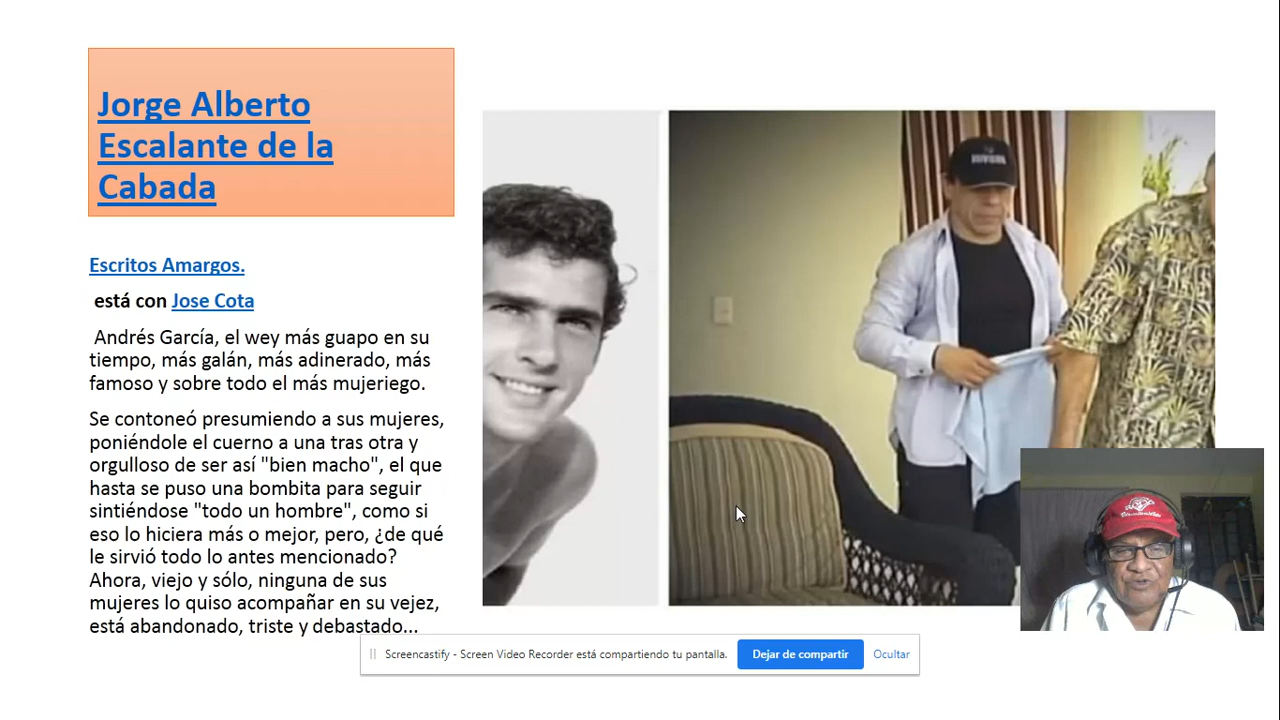 Jorge Alberto
Escalante de la
Cabada
Escritos Amargos.
está con Jose Cota
Andrés García, el wey más guapo en su
tiempo, más galán, más adinerado, más
famoso y sobre todo el más mujeriego.
Se contoneó presumiendo a sus mujeres,
poniéndole el cuerno a una tras otra y
orgulloso de ser así "bien macho", el que
hasta se puso una bombita para seguir
sintiéndose "todo un hombre", como si
eso lo hiciera más o mejor, pero, ¿de qué
le sirvió todo lo antes mencionado?
Ahora, viejo y sólo, ninguna de sus
mujeres lo quiso acompañar en su vejez,
está abandonado, triste y debastado...
Screencastify - Screen Video Recorder está compartiendo tu pantalla.
Dejar de compartir
Ocultar